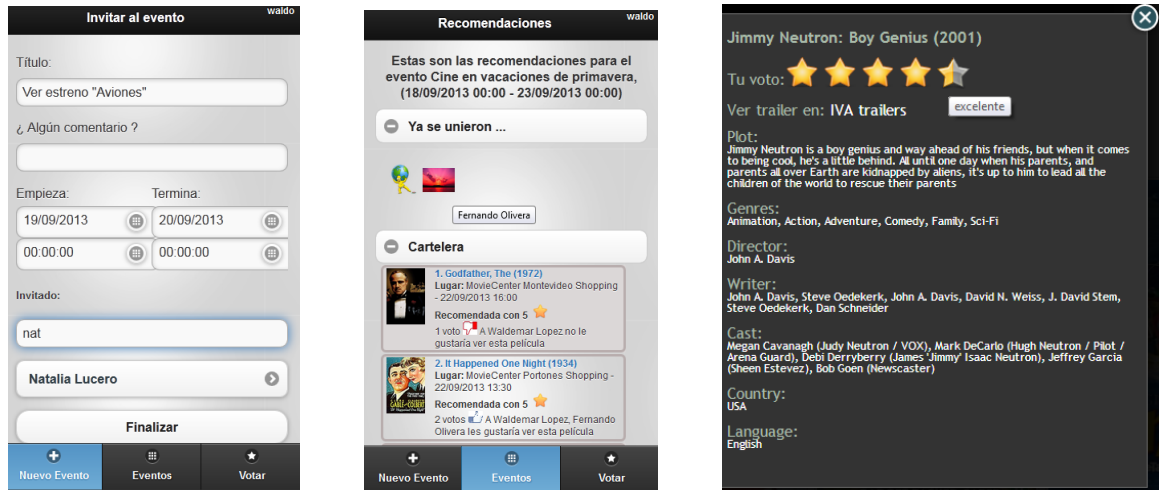 Invitar al evento
waldo
Título:
Ver estreno "Aviones"
¿ Algún comentario ?
Empieza:
Termina:
19/09/2013
20/09/2013
00:00:00
00:00:00
Invitado:
nat
Natalia Lucero
Finalizar
Nuevo Evento
Eventos
Votar
Recomendaciones
waldo
Estas son las recomendaciones para el
evento Cine en vacaciones de primavera,
(18/09/2013 00:00 - 23/09/2013 00:00)
Ya se unieron ...
Fernando Olivera
Cartelera
1. Godfather, The (1972)
Lugar: MovieCenter Montevideo Shopping
- 22/09/2013 16:00
Recomendada con 5
1 voto A Waldemar Lopez no le
gustaría ver esta película
2. It Happened One Night (1934)
Lugar: MovieCenter Portones Shopping -
22/09/2013 13:30
Recomendada con 5
2 votos A Waldemar Lopez, Fernando
Olivera les gustaría ver esta película
Nuevo Evento
Eventos
Votar
Jimmy Neutron: Boy Genius (2001)
Tu voto:
Ver trailer en: IVA trailers
excelente
Plot:
Jimmy Neutron is a boy genius and way ahead of his friends, but when it comes
to being cool, he's a little behind. All until one day when his parents, and
parents all over Earth are kidnapped by aliens, it's up to him to lead all the
children of the world to rescue their parents
Genres:
Animation, Action, Adventure, Comedy, Family, Sci-Fi
Director:
John A. Davis
Writer:
John A. Davis, Steve Oedekerk, John A. Davis, David N. Weiss, J. David Stem,
Steve Oedekerk, Dan Schneider
Cast:
Megan Cavanagh (Judy Neutron / VOX), Mark DeCarlo (Hugh Neutron / Pilot /
Arena Guard), Debi Derryberry (James 'Jimmy' Isaac Neutron), Jeffrey Garcia
(Sheen Estevez), Bob Goen (Newscaster)
Country:
USA
Language:
English